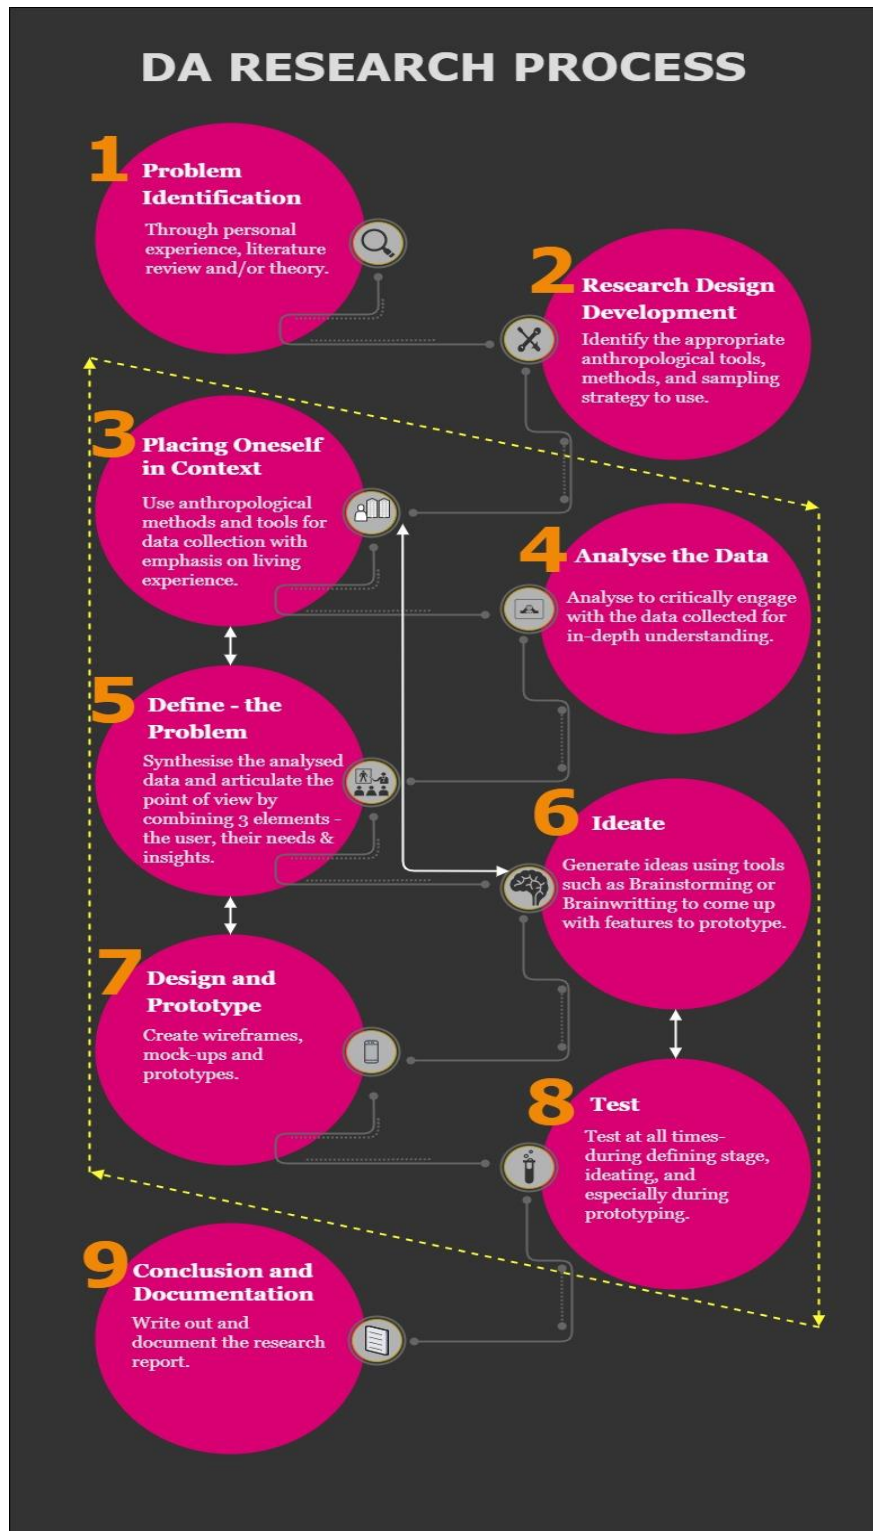 DA RESEARCH PROCESS
1
Problem
Identification
Through personal
experience, literature
review and/or theory.
2
Research Design
Development
Identify the appropriate
anthropological tools,
methods, and sampling
strategy to use.
3
Placing Oneself
in Context
Use anthropological
methods and tools for
data collection with
emphasis on living
experience.
4
Analyse the Data
Analyse to critically engage
with the data collected for
in-depth understanding.
5
Define - the
Problem
Synthesise the analysed
data and articulate the
point of view by
combining 3 elements -
the user, their needs &
insights.
6
Ideate
Generate ideas using tools
such as Brainstorming or
Brainwritting to come up
with features to prototype.
7
Design and
Prototype
Create wireframes,
mock-ups and
prototypes.
8
Test
Test at all times-
during defining stage,
ideating, and
especially during
prototyping.
9
Conclusion and
Documentation
Write out and
document the research
report.